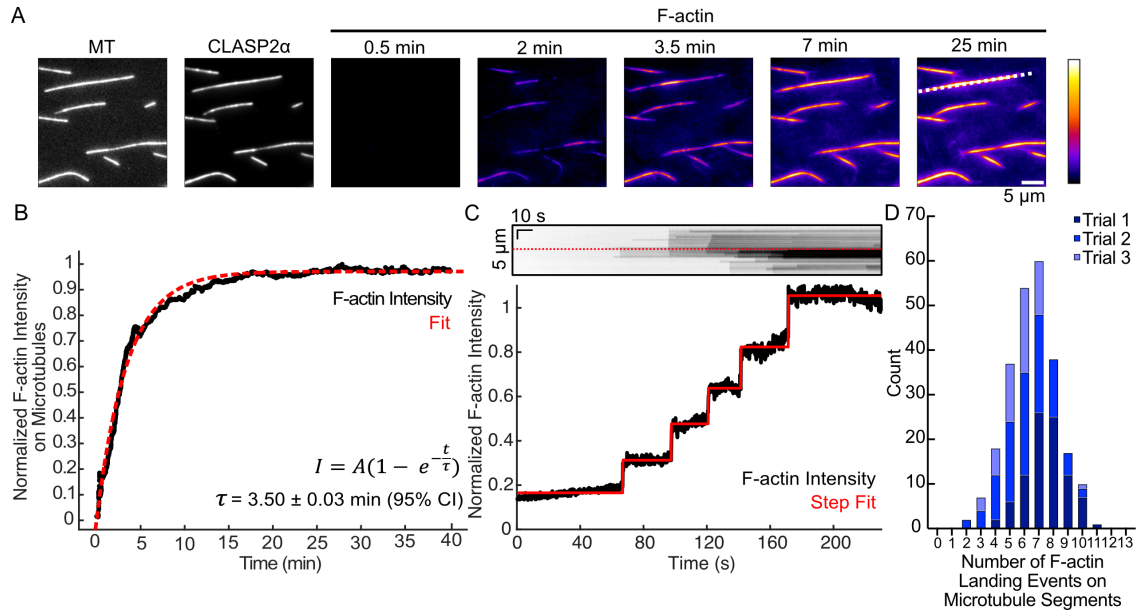 A
F-actin
MT
CLASP2α
0.5 min
2 min
3.5 min
7 min
25 min
5 μm
B
Normalized F-actin Intensity
on Microtubules
1
0.9
0.8
0.7
0.6
0.5
0.4
0.3
0.2
0.1
0
F-actin Intensity
Fit
I = A(1 − e^{-t/τ})
τ = 3.50 ± 0.03 min (95% CI)
0 5 10 15 20 25 30 35 40
Time (min)
C
10 s
5 μm
Normalized F-actin Intensity
1
0.8
0.6
0.4
0.2
0
F-actin Intensity
Step Fit
0 40 80 120 160 200
Time (s)
D
Trial 1
Trial 2
Trial 3
Count
70
60
50
40
30
20
10
0
0 1 2 3 4 5 6 7 8 9 10 11 12 13
Number of F-actin
Landing Events on
Microtubule Segments